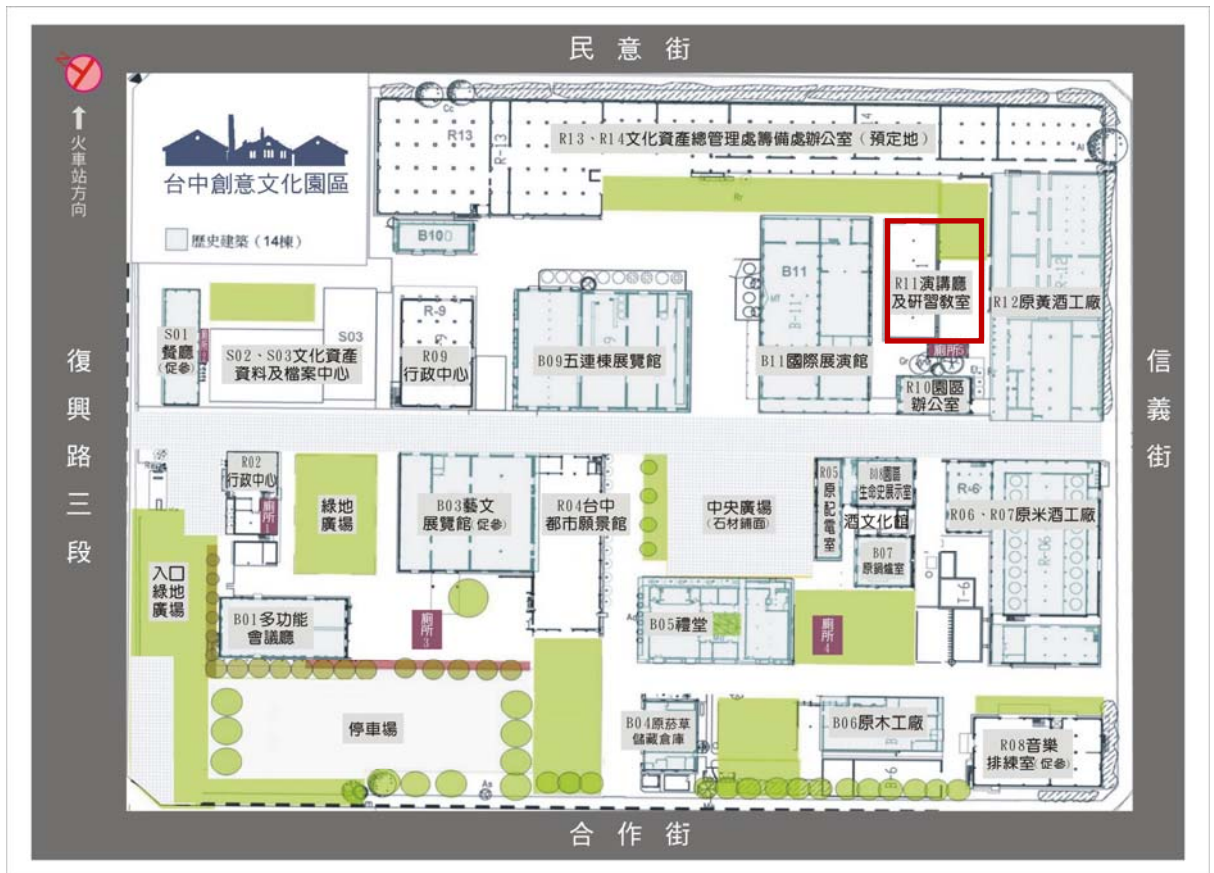 民意街
火車站方向
台中創意文化園區
歷史建築（14棟）
R13
R-13
R13、R14文化資產總管理處籌備處辦公室（預定地）
B10
B11
B-11
R11演講廳
及研習教室
R12原黃酒工廠
R-12
S01
餐廳
(促參)
S03
S02、S03文化資產
資料及檔案中心
R-9
R09
行政中心
B09五連棟展覽館
B11國際展演館
廁所5
R10園區
辦公室
復興路三段
信義街
R02
行政中心
廁所1
綠地
廣場
B03藝文
展覽館(促參)
R04台中
都市願景館
中央廣場
(石材鋪面)
R05原配電室
B08園區
生命史展示室
酒文化館
B07
原鍋爐室
R-6
R06、R07原米酒工廠
R-06
T-6
入口
綠地
廣場
B01多功能
會議廳
廁所3
B05禮堂
廁所4
停車場
B04原菸草
儲藏倉庫
B06原木工廠
B-6
R08音樂
排練室(促參)
合作街